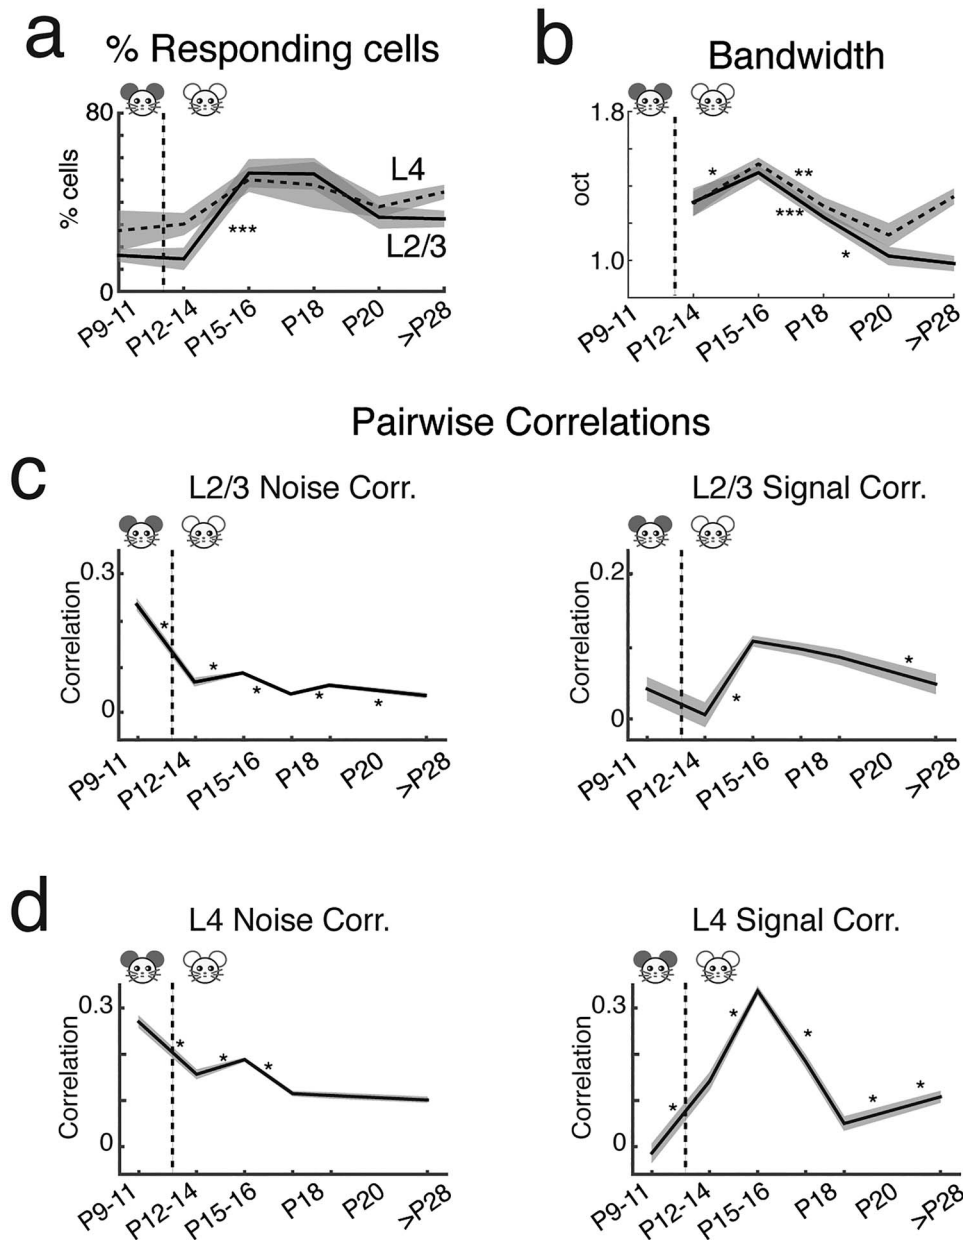 a % Responding cells
80
% cells
0
L4
L2/3
***
P9-11 P12-14 P15-16 P18 P20 >P28
b Bandwidth
1.8
oct
1.0
* **
***
*
P9-11 P12-14 P15-16 P18 P20 >P28
Pairwise Correlations
c L2/3 Noise Corr.
0.3
Correlation
0
* * * * *
P9-11 P12-14 P15-16 P18 P20 >P28
L2/3 Signal Corr.
0.2
Correlation
0
* *
P9-11 P12-14 P15-16 P18 P20 >P28
d L4 Noise Corr.
0.3
Correlation
0
* * *
P9-11 P12-14 P15-16 P18 P20 >P28
L4 Signal Corr.
0.3
Correlation
0
* * * * *
P9-11 P12-14 P15-16 P18 P20 >P28